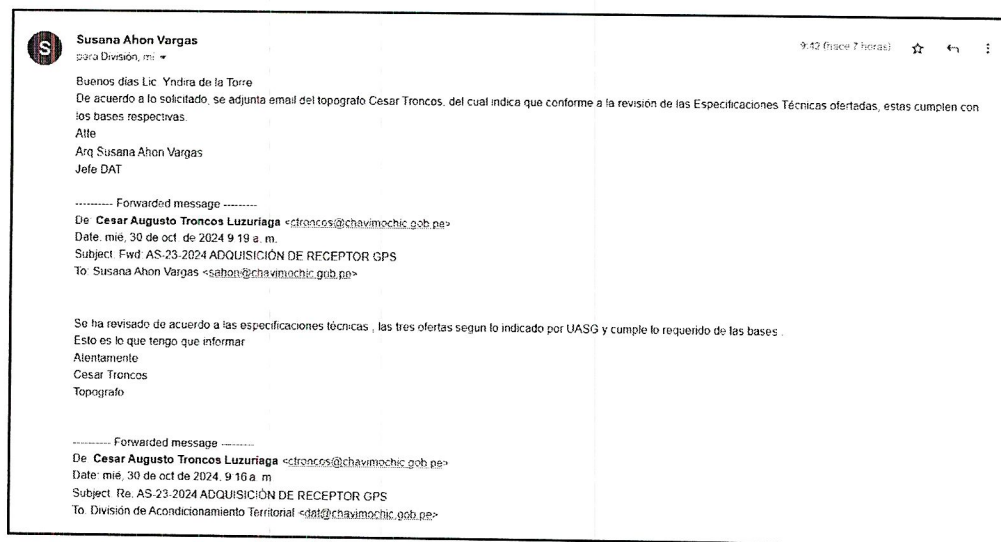 S
Susana Ahon Vargas
para División, mi
9:42 (hace 7 horas)
Buenos días Lic. Yndira de la Torre
De acuerdo a lo solicitado, se adjunta email del topografo Cesar Troncos, del cual indica que conforme a la revisión de las Especificaciones Técnicas ofertadas, estas cumplen con
los bases respectivas.
Atte
Arq Susana Ahon Vargas
Jefe DAT
---------- Forwarded message ---------
De: Cesar Augusto Troncos Luzuriaga <ctroncos@chavimochic.gob.pe>
Date: mié, 30 de oct. de 2024 9:19 a. m.
Subject: Fwd: AS-23-2024 ADQUISICIÓN DE RECEPTOR GPS
To: Susana Ahon Vargas <sahon@chavimochic.gob.pe>
Se ha revisado de acuerdo a las especificaciones técnicas , las tres ofertas segun lo indicado por UASG y cumple lo requerido de las bases .
Esto es lo que tengo que informar
Atentamente
Cesar Troncos
Topografo
---------- Forwarded message ---------
De: Cesar Augusto Troncos Luzuriaga <ctroncos@chavimochic.gob.pe>
Date: mié, 30 de oct de 2024, 9:16 a. m
Subject: Re: AS-23-2024 ADQUISICIÓN DE RECEPTOR GPS
To: División de Acondicionamiento Territorial <dat@chavimochic.gob.pe>